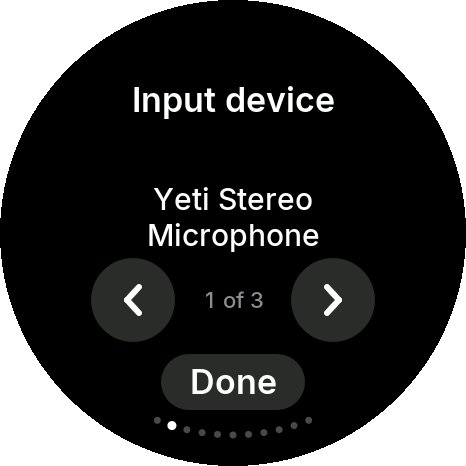 Input device
Yeti Stereo
Microphone
1 of 3
Done